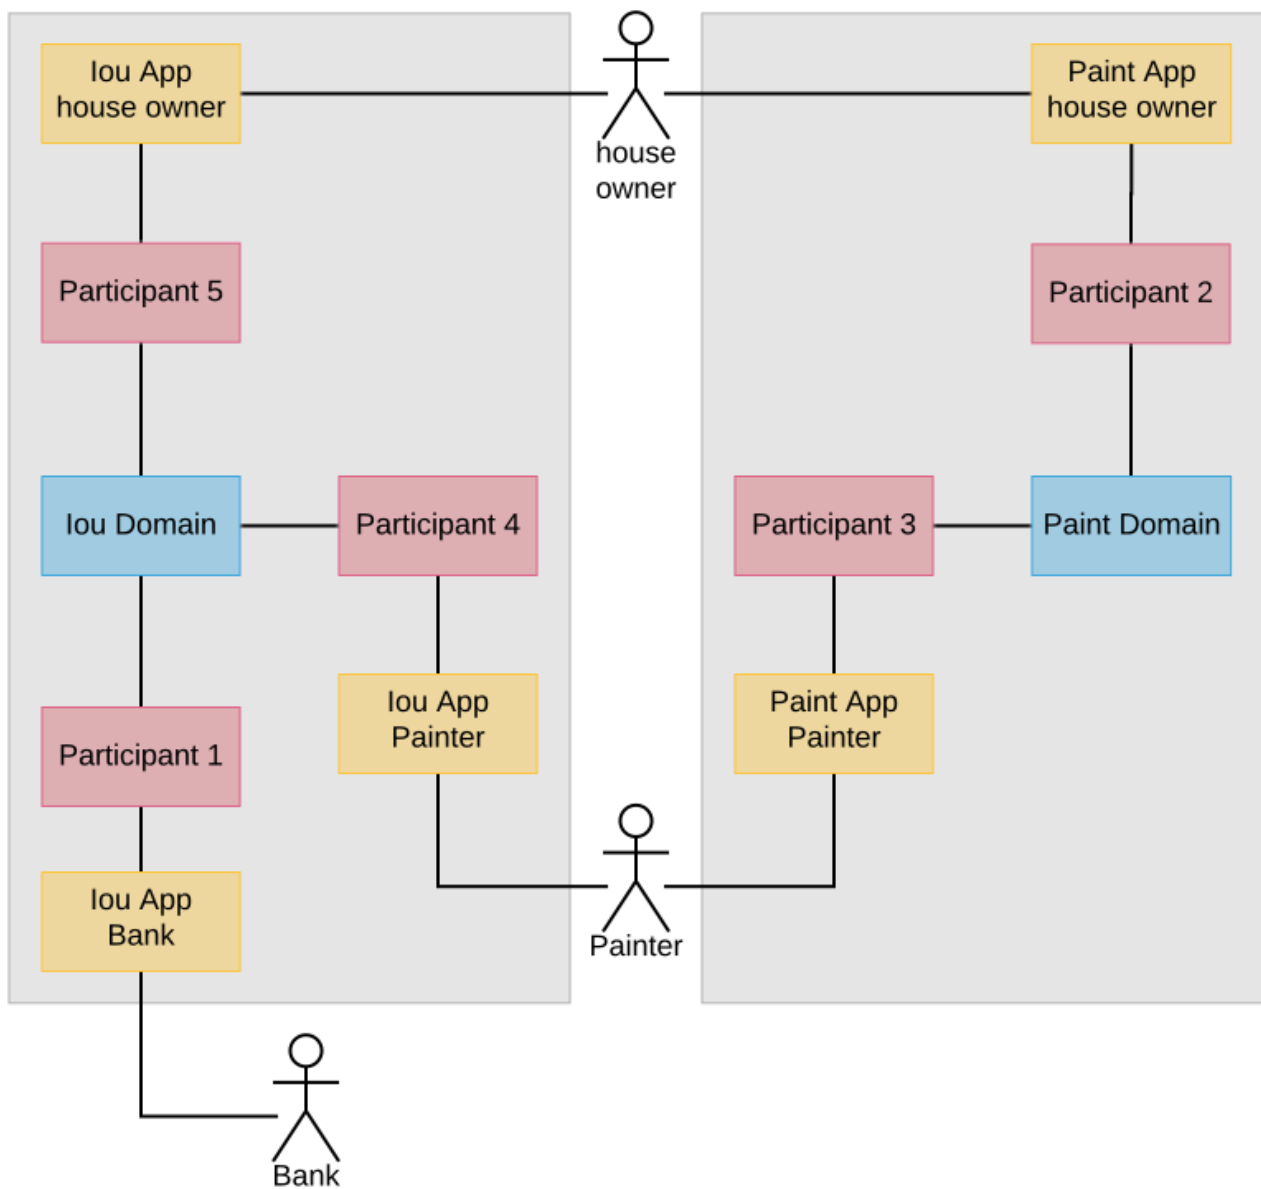 Iou App
house owner
house
owner
Paint App
house owner
Participant 5
Participant 2
Iou Domain
Participant 4
Participant 3
Paint Domain
Iou App
Painter
Paint App
Painter
Participant 1
Iou App
Bank
Painter
Bank